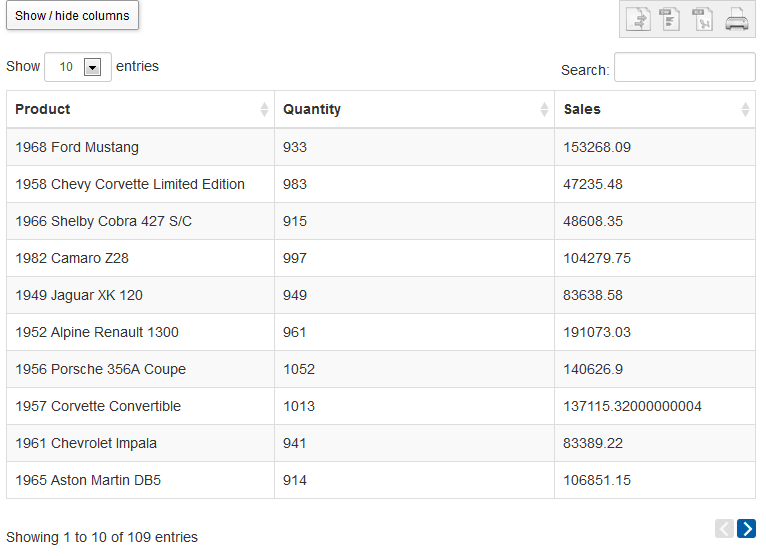 Show / hide columns
Show 10 entries
Search:
Product Quantity Sales
1968 Ford Mustang 933 153268.09
1958 Chevy Corvette Limited Edition 983 47235.48
1966 Shelby Cobra 427 S/C 915 48608.35
1982 Camaro Z28 997 104279.75
1949 Jaguar XK 120 949 83638.58
1952 Alpine Renault 1300 961 191073.03
1956 Porsche 356A Coupe 1052 140626.9
1957 Corvette Convertible 1013 137115.32000000004
1961 Chevrolet Impala 941 83389.22
1965 Aston Martin DB5 914 106851.15
Showing 1 to 10 of 109 entries